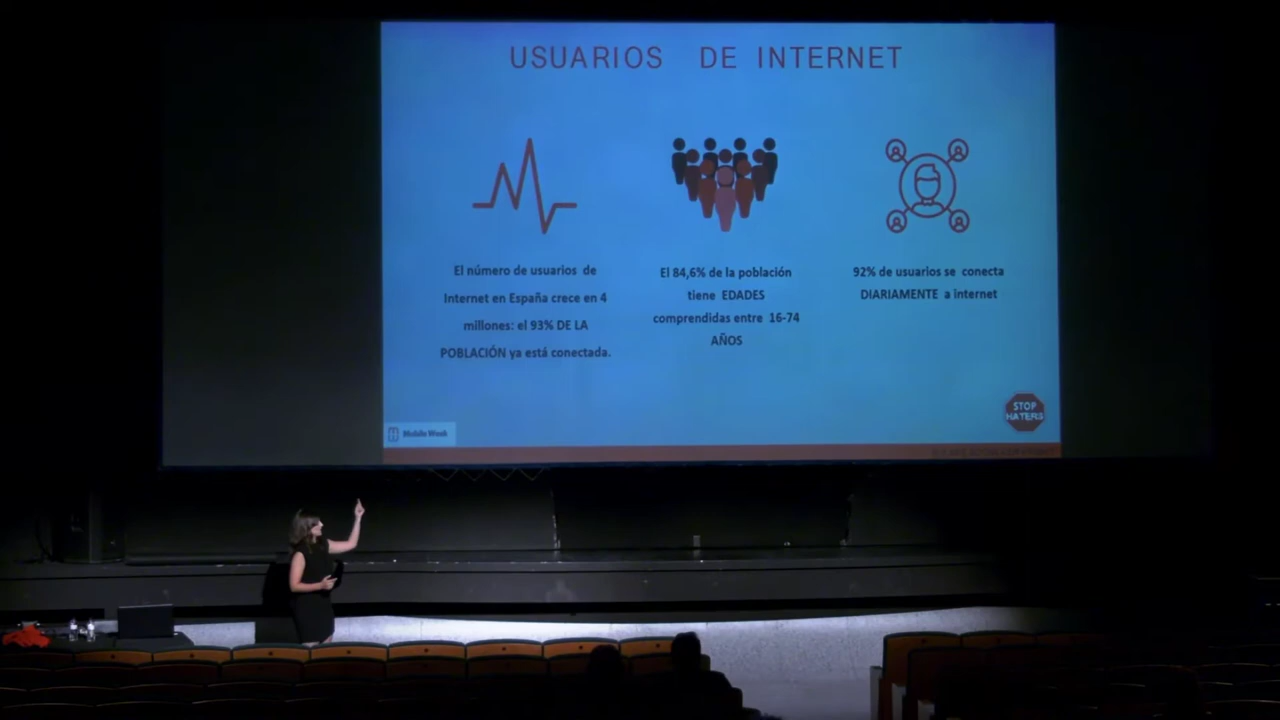 USUARIOS DE INTERNET
El número de usuarios de
Internet en España crece en 4
millones: el 93% DE LA
POBLACIÓN ya está conectada.
El 84,6% de la población
tiene EDADES
comprendidas entre 16-74
AÑOS
92% de usuarios se conecta
DIARIAMENTE a internet
STOP
HATERS
Mobile Week